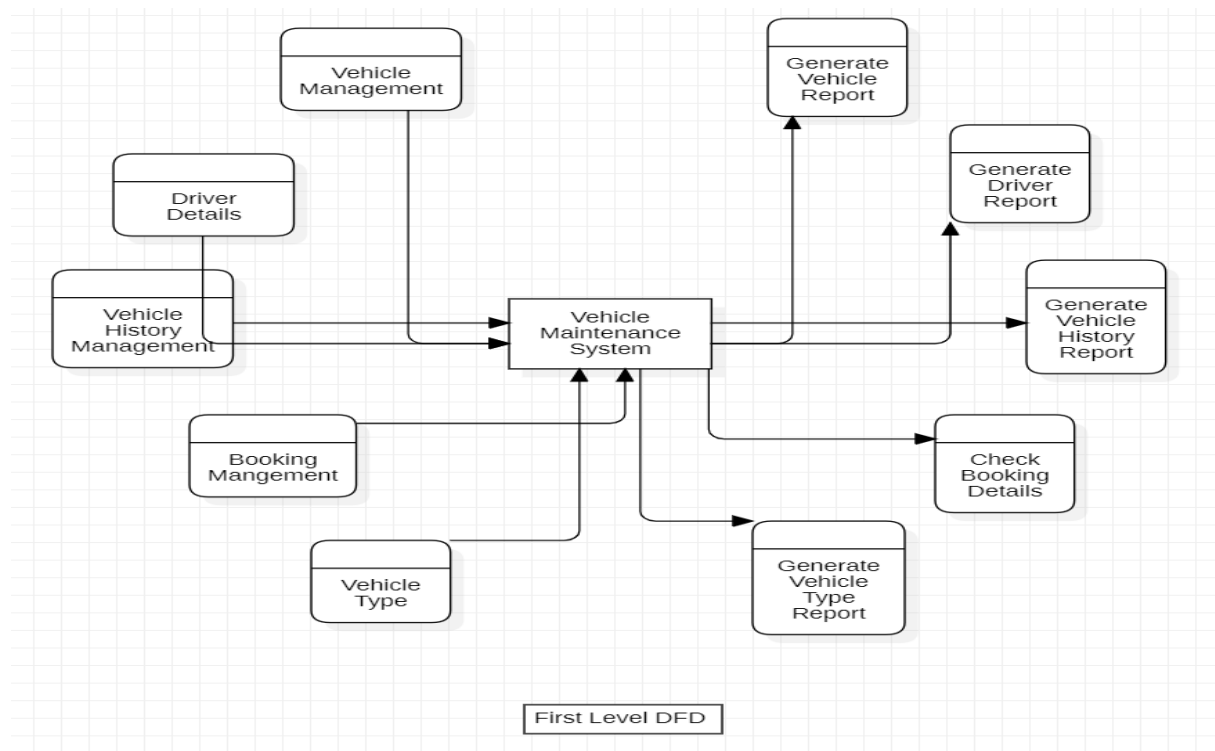 Vehicle
Management
Generate
Vehicle
Report
Driver
Details
Generate
Driver
Report
Vehicle
History
Management
Vehicle
Maintenance
System
Generate
Vehicle
History
Report
Booking
Mangement
Check
Booking
Details
Vehicle
Type
Generate
Vehicle
Type
Report
First Level DFD